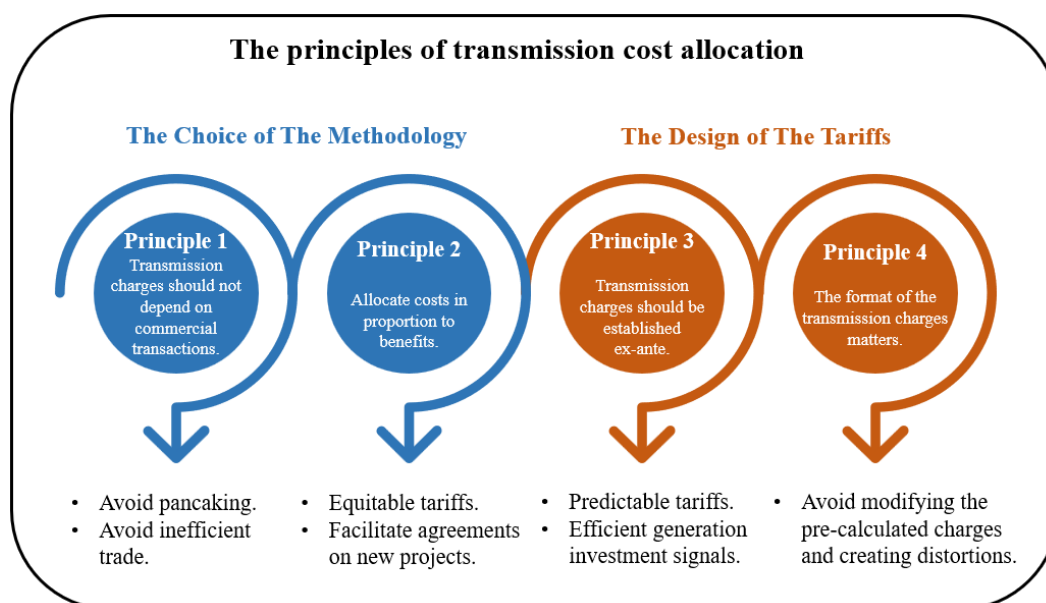 The principles of transmission cost allocation
The Choice of The Methodology
The Design of The Tariffs
Principle 1
Transmission
charges should not
depend on
commercial
transactions.
Principle 2
Allocate costs in
proportion to
benefits.
Principle 3
Transmission
charges should be
established
ex-ante.
Principle 4
The format of the
transmission charges
matters.
• Avoid pancaking.
• Avoid inefficient
trade.
• Equitable tariffs.
• Facilitate agreements
on new projects.
• Predictable tariffs.
• Efficient generation
investment signals.
• Avoid modifying the
pre-calculated charges
and creating distortions.